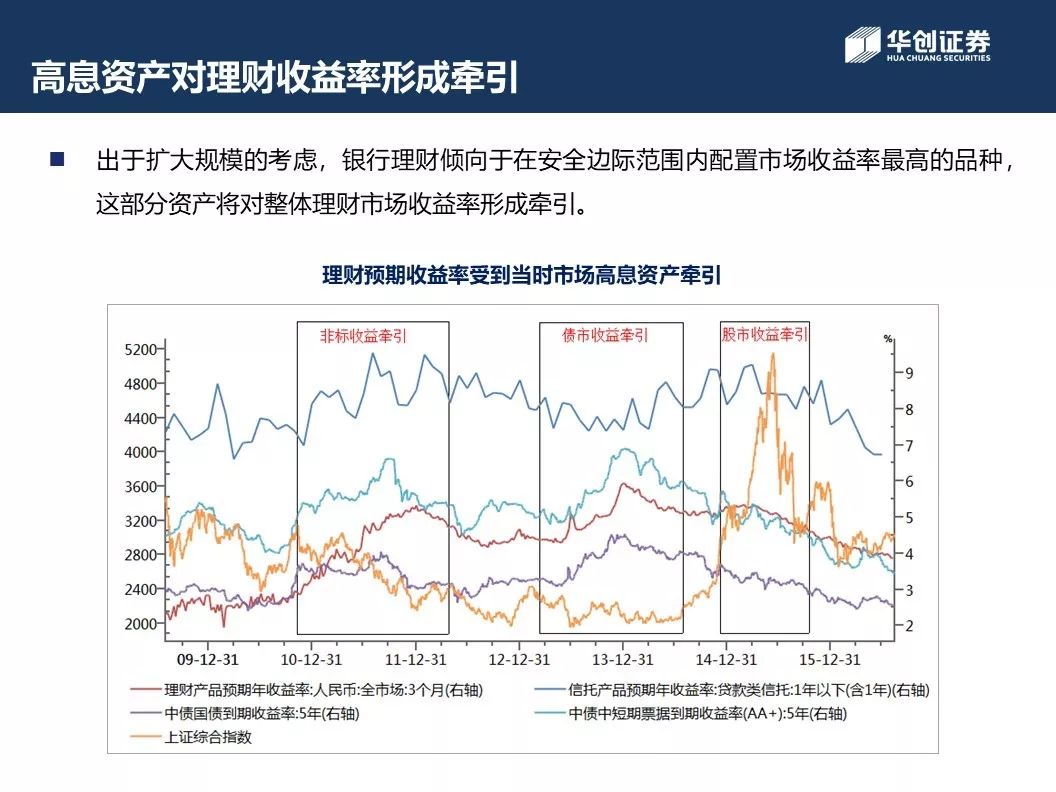 华创证券
HUA CHUANG SECURITIES
高息资产对理财收益率形成牵引
出于扩大规模的考虑，银行理财倾向于在安全边际范围内配置市场收益率最高的品种，
这部分资产将对整体理财市场收益率形成牵引。
理财预期收益率受到当时市场高息资产牵引
非标收益牵引
债市收益牵引
股市收益牵引
%
5200
4800
4400
4000
3600
3200
2800
2400
2000
9
8
7
6
5
4
3
2
09-12-31 10-12-31 11-12-31 12-12-31 13-12-31 14-12-31 15-12-31
理财产品预期年收益率:人民币:全市场:3个月(右轴) 信托产品预期年收益率:贷款类信托:1年以下(含1年)(右轴)
中债国债到期收益率:5年(右轴) 中债中短期票据到期收益率(AA+):5年(右轴)
上证综合指数